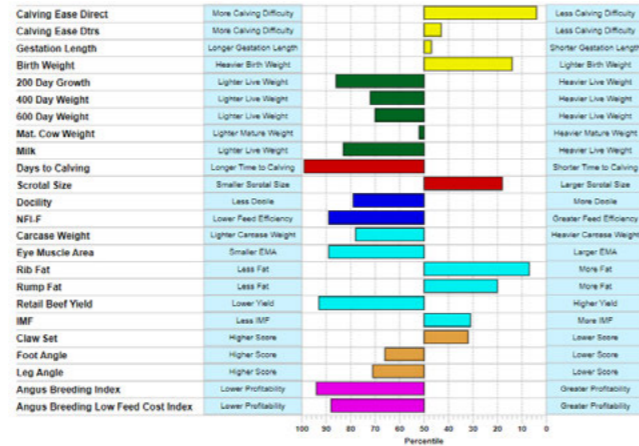 Calving Ease Direct More Calving Difficulty Less Calving Difficulty
Calving Ease Dtrs More Calving Difficulty Less Calving Difficulty
Gestation Length Longer Gestation Length Shorter Gestation Length
Birth Weight Heavier Birth Weight Lighter Birth Weight
200 Day Growth Lighter Live Weight Heavier Live Weight
400 Day Weight Lighter Live Weight Heavier Live Weight
600 Day Weight Lighter Live Weight Heavier Live Weight
Mat. Cow Weight Lighter Mature Weight Heavier Mature Weight
Milk Lighter Live Weight Heavier Live Weight
Days to Calving Longer Time to Calving Shorter Time to Calving
Scrotal Size Smaller Scrotal Size Larger Scrotal Size
Docility Less Docile More Docile
NFI-F Lower Feed Efficiency Greater Feed Efficiency
Carcase Weight Lighter Carcase Weight Heavier Carcase Weight
Eye Muscle Area Smaller EMA Larger EMA
Rib Fat Less Fat More Fat
Rump Fat Less Fat More Fat
Retail Beef Yield Lower Yield Higher Yield
IMF Less IMF More IMF
Claw Set Higher Score Lower Score
Foot Angle Higher Score Lower Score
Leg Angle Higher Score Lower Score
Angus Breeding Index Lower Profitability Greater Profitability
Angus Breeding Low Feed Cost Index Lower Profitability Greater Profitability
100 90 80 70 60 50 40 30 20 10 0
Percentile